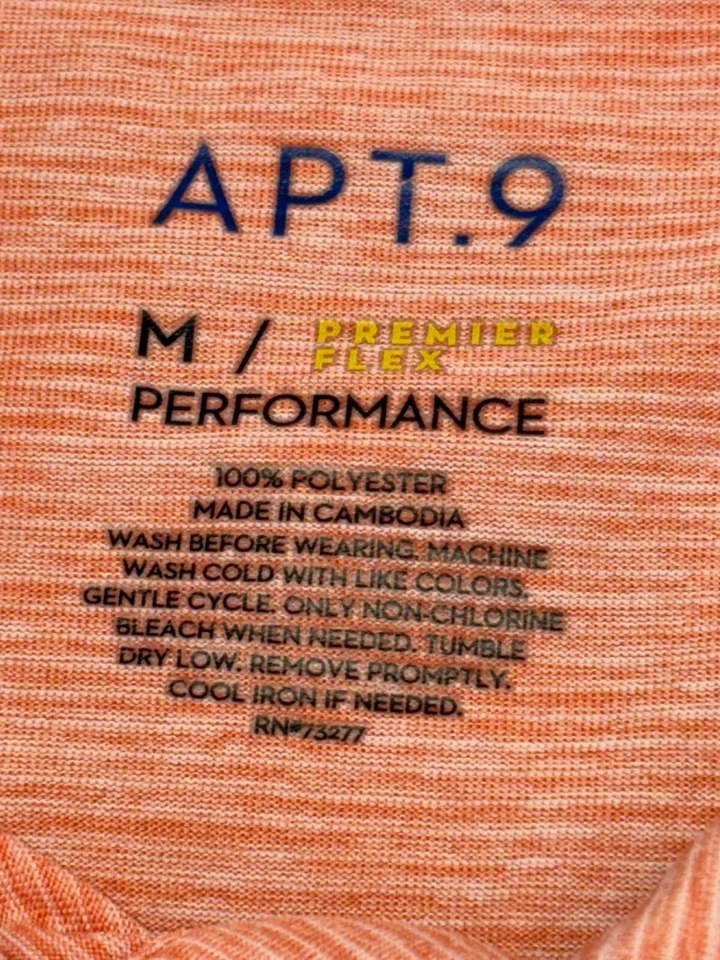 APT.9
M / PREMIER FLEX
PERFORMANCE
100% POLYESTER
MADE IN CAMBODIA
WASH BEFORE WEARING. MACHINE
WASH COLD WITH LIKE COLORS.
GENTLE CYCLE. ONLY NON-CHLORINE
BLEACH WHEN NEEDED. TUMBLE
DRY LOW. REMOVE PROMPTLY.
COOL IRON IF NEEDED.
RN#73277